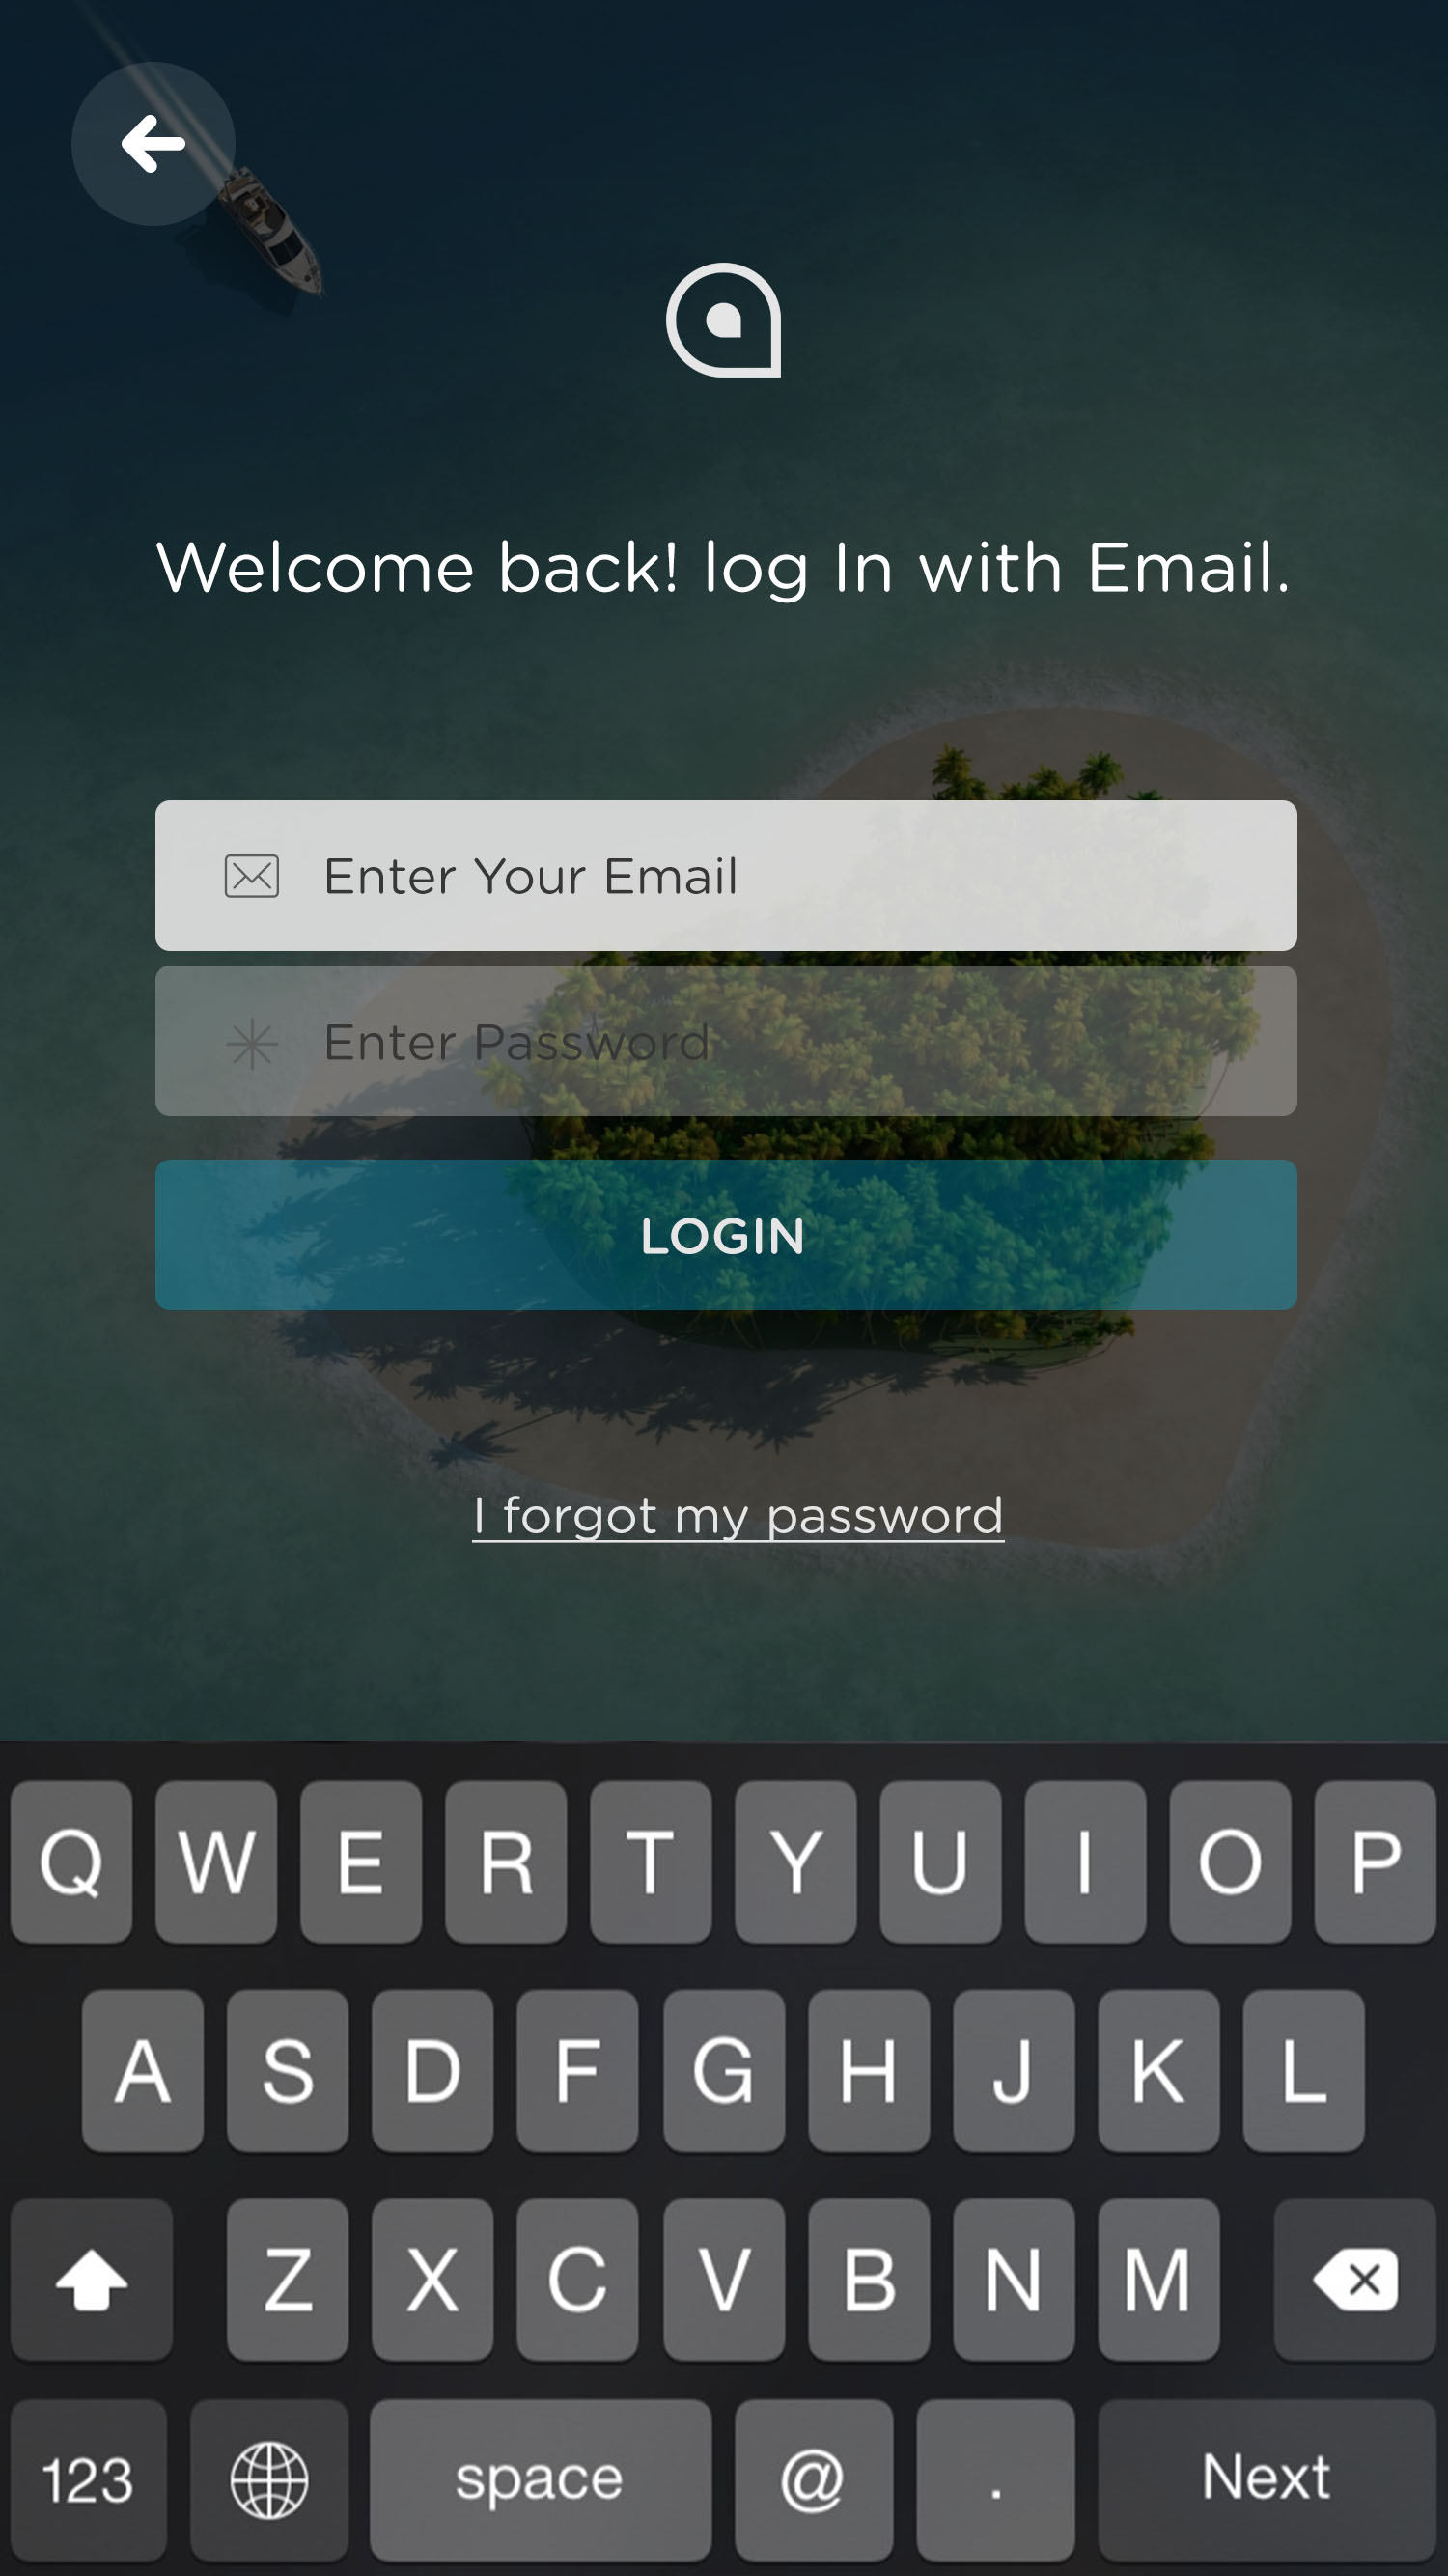 Welcome back! log In with Email.
Enter Your Email
Enter Password
LOGIN
I forgot my password
Q W E R T Y U I O P
A S D F G H J K L
Z X C V B N M
123 space @ . Next